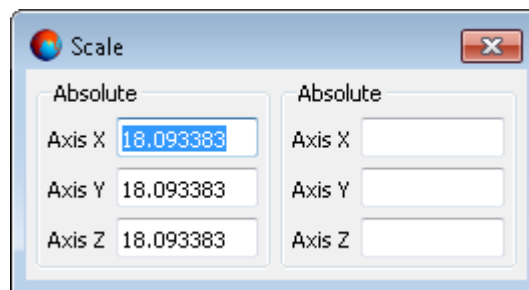 Scale
Absolute
Axis X 18.093383
Axis Y 18.093383
Axis Z 18.093383
Absolute
Axis X
Axis Y
Axis Z